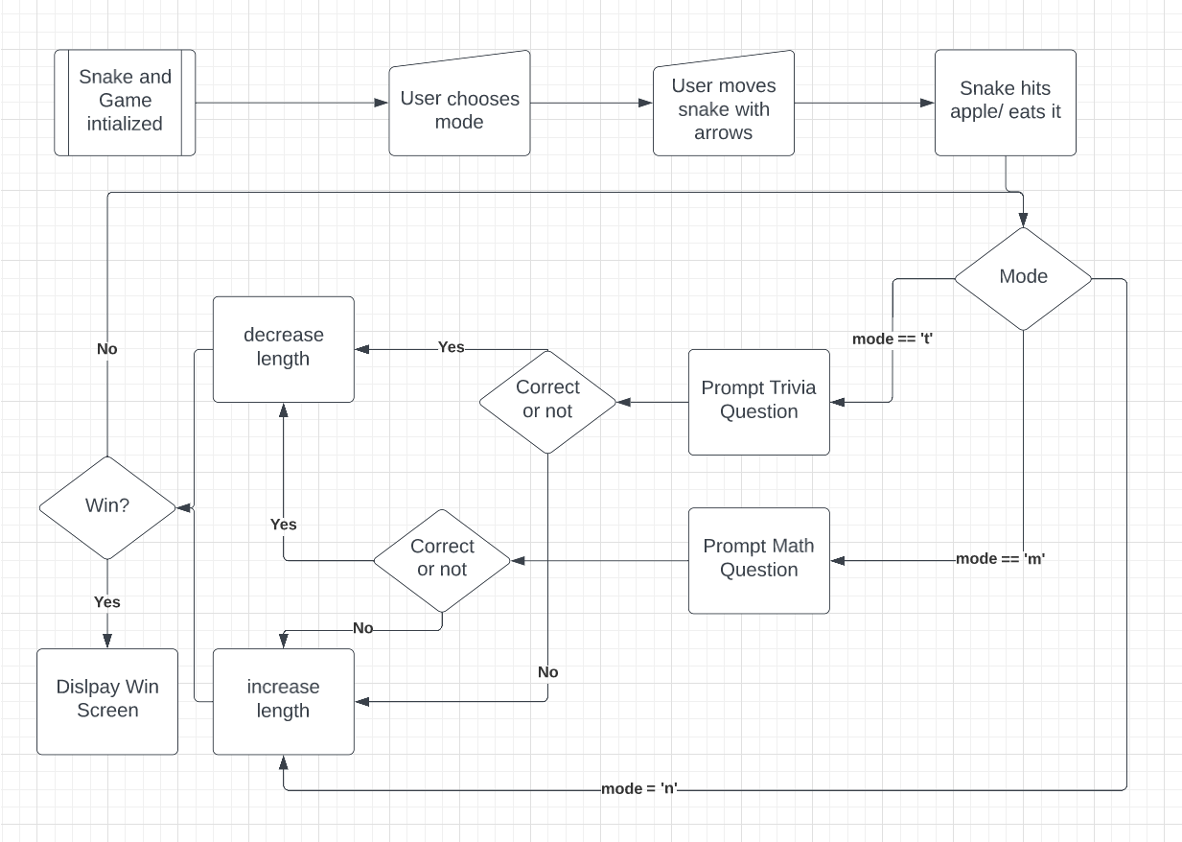 Snake and
Game
intialized
User chooses
mode
User moves
snake with
arrows
Snake hits
apple/ eats it
Mode
mode == 't'
decrease
length
No
Yes
Correct
or not
Prompt Trivia
Question
Win?
Yes
Correct
or not
Prompt Math
Question
mode == 'm'
Yes
No
No
Dislpay Win
Screen
increase
length
mode = 'n'